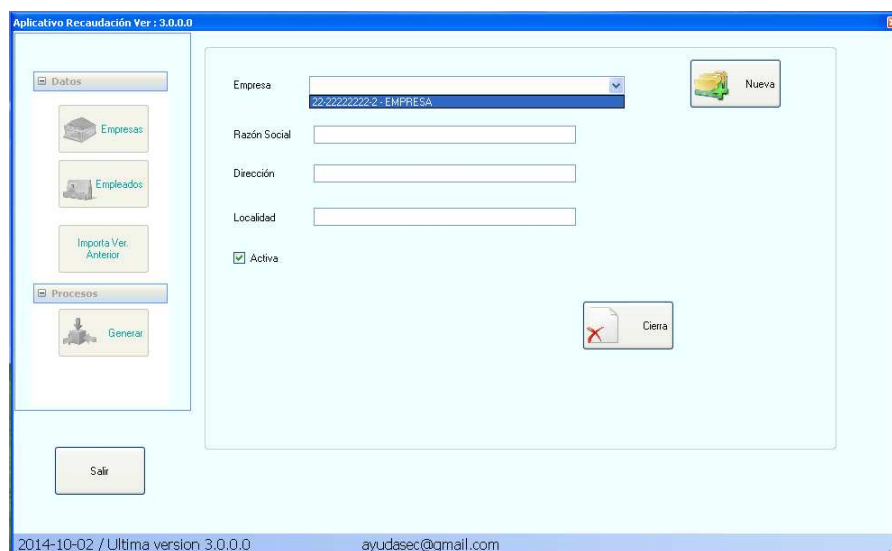 Aplicativo Recaudación Ver : 3.0.0.0
Datos
Empresas
Empleados
Importa Ver.
Anterior
Procesos
Generar
Salir
Empresa
22-22222222-2 - EMPRESA
Nueva
Razón Social
Dirección
Localidad
Activa
Cierra
2014-10-02 / Ultima version 3.0.0.0
ayudasec@gmail.com